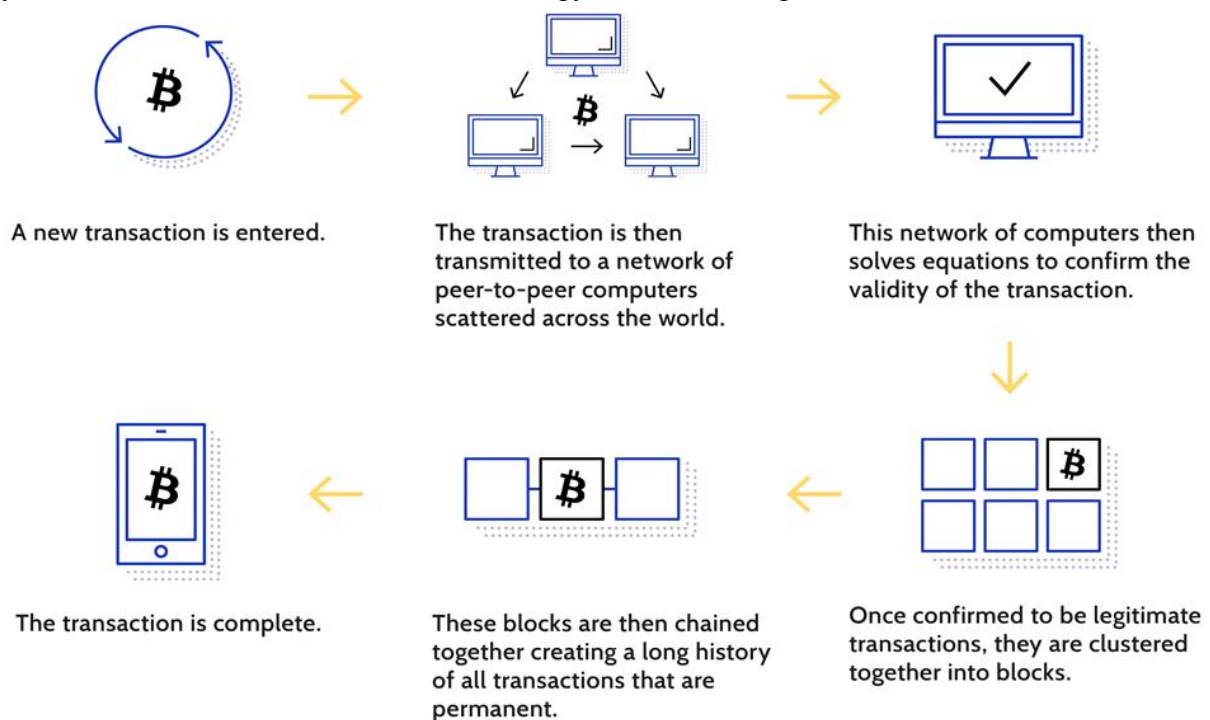 A new transaction is entered.
The transaction is then
transmitted to a network of
peer-to-peer computers
scattered across the world.
This network of computers then
solves equations to confirm the
validity of the transaction.
Once confirmed to be legitimate
transactions, they are clustered
together into blocks.
These blocks are then chained
together creating a long history
of all transactions that are
permanent.
The transaction is complete.